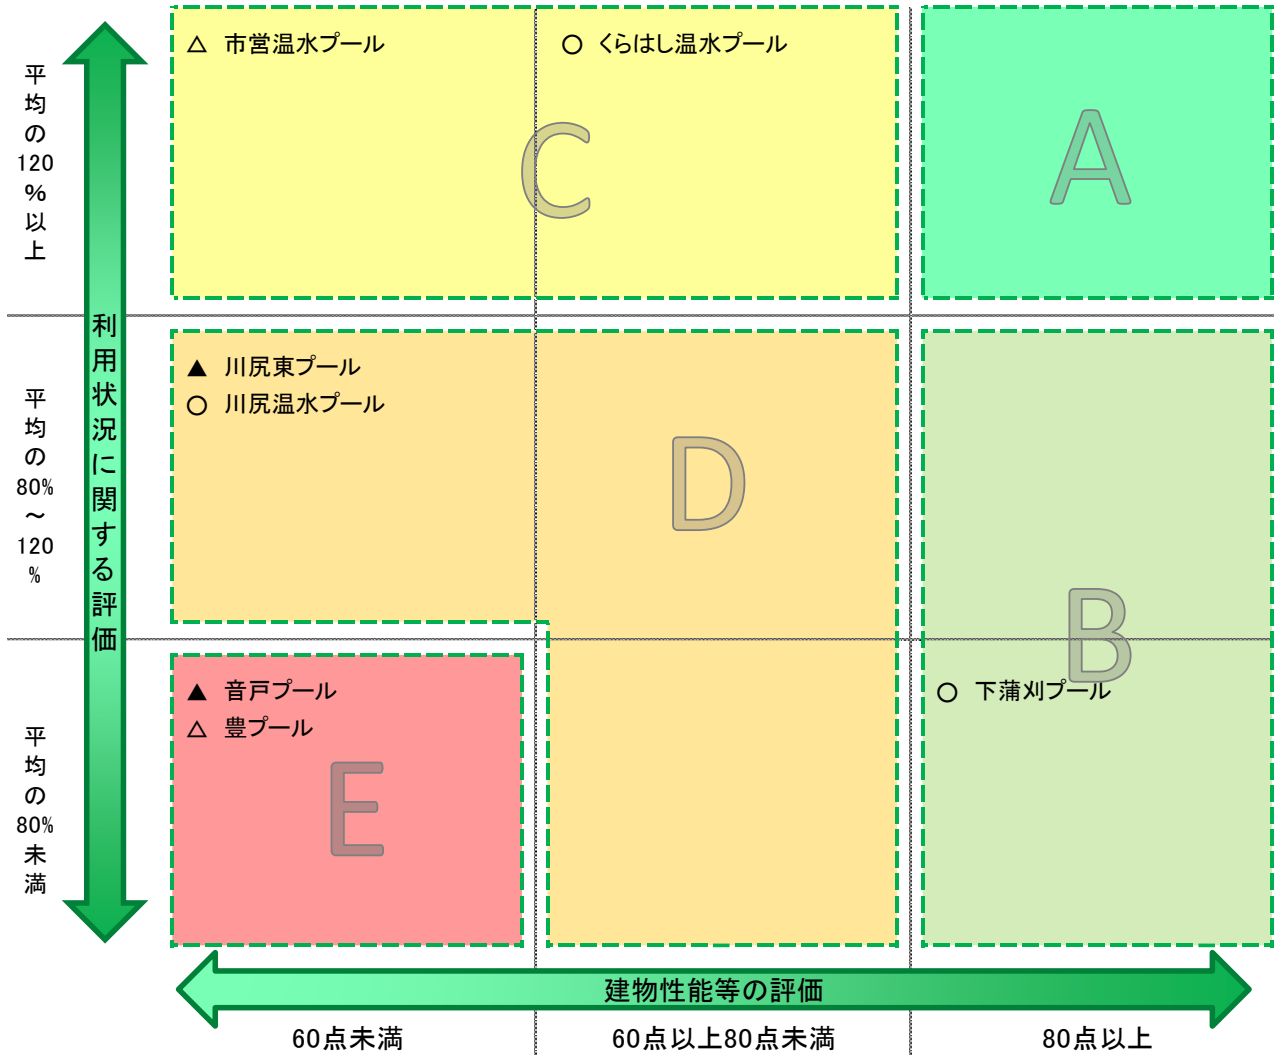 平均の120%以上
△ 市営温水プール
○ くらはし温水プール
C
A
利用状況に関する評価
平均の80%～120%
▲ 川尻東プール
○ 川尻温水プール
D
B
平均の80%未満
▲ 音戸プール
△ 豊プール
E
○ 下蒲刈プール
建物性能等の評価
60点未満
60点以上80点未満
80点以上